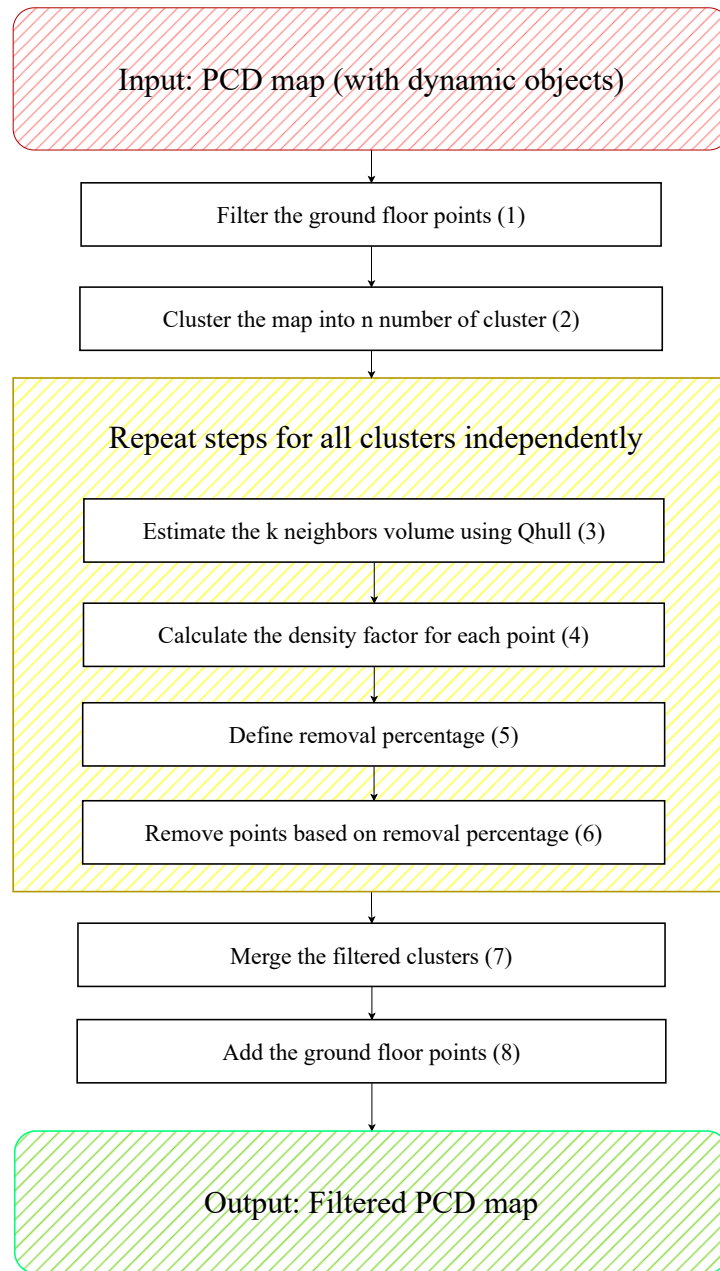 Input: PCD map (with dynamic objects)
Filter the ground floor points (1)
Cluster the map into n number of cluster (2)
Repeat steps for all clusters independently
Estimate the k neighbors volume using Qhull (3)
Calculate the density factor for each point (4)
Define removal percentage (5)
Remove points based on removal percentage (6)
Merge the filtered clusters (7)
Add the ground floor points (8)
Output: Filtered PCD map